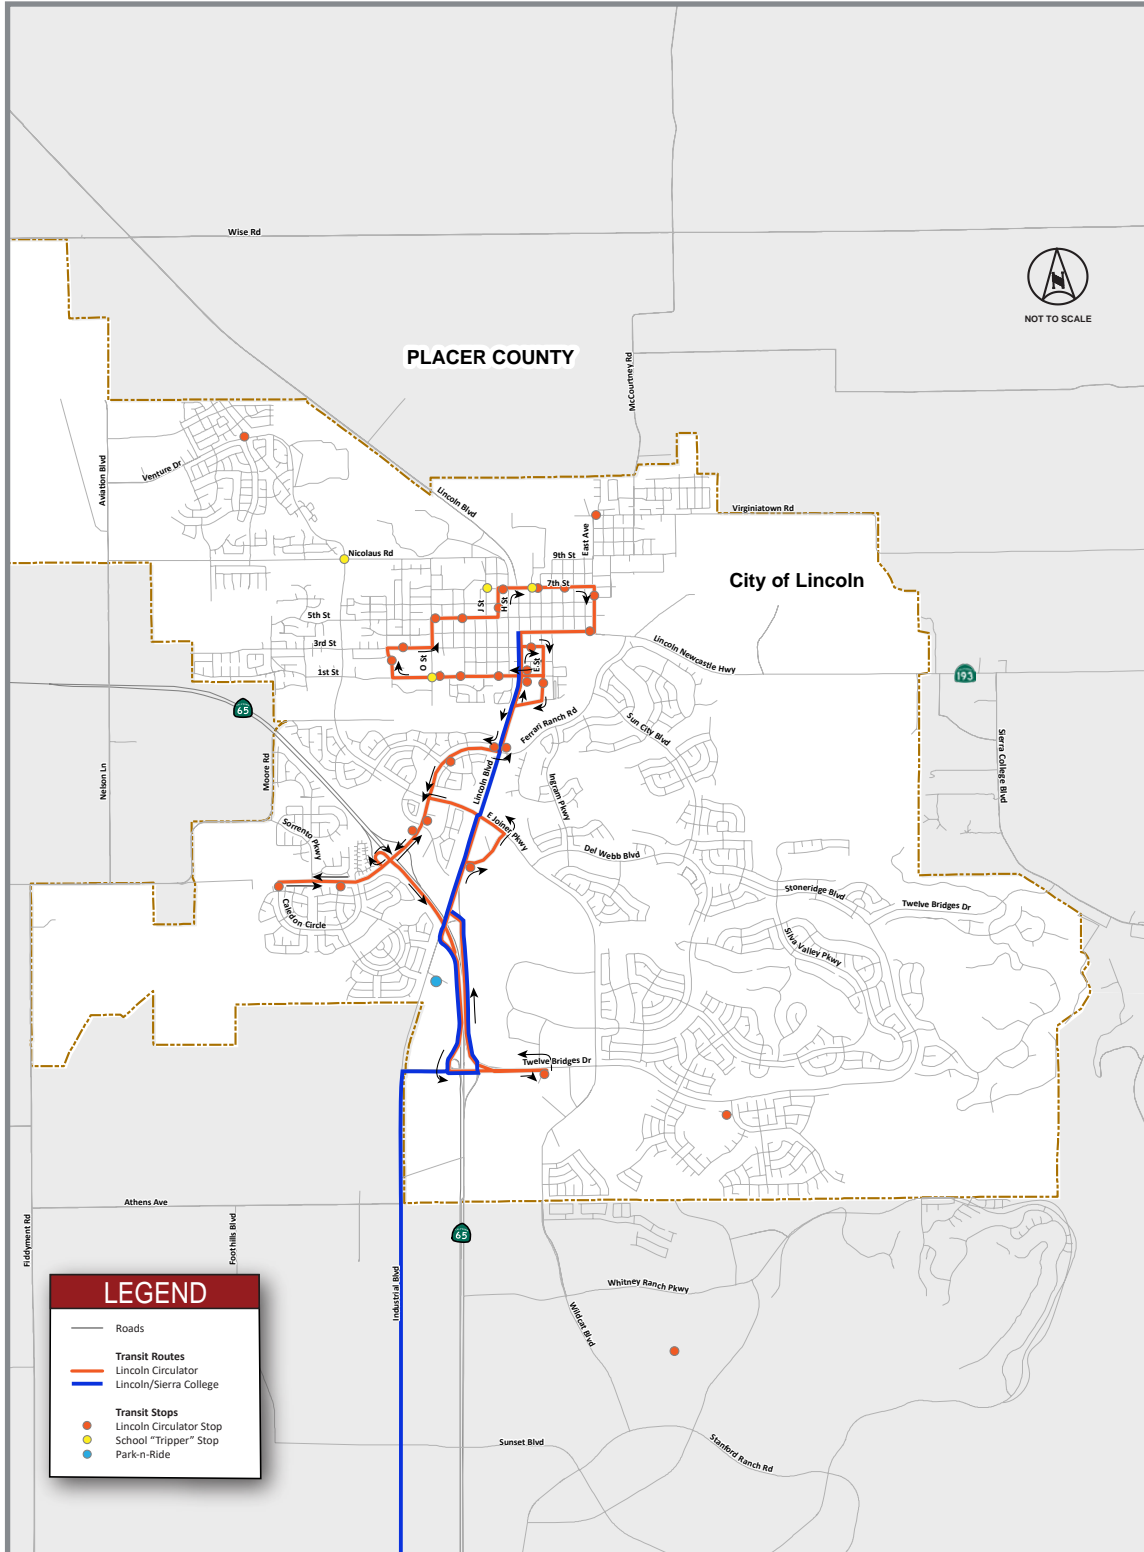 Wise Rd
N
NOT TO SCALE
PLACER COUNTY
McCourtney Rd
Aviation Blvd
Venture Dr
Lincoln Blvd
Virginiatown Rd
East Ave
Nicolaus Rd
9th St
7th St
City of Lincoln
J St
H St
5th St
3rd St
O St
E St
1st St
Lincoln Newcastle Hwy
193
65
Ferrari Ranch Rd
Sun City Blvd
Sierra College Blvd
Nelson Ln
Moore Rd
Lincoln Blvd
Ingram Pkwy
E Joiner Pkwy
Sorrento Pkwy
Del Webb Blvd
Stoneridge Blvd
Twelve Bridges Dr
Caledon Circle
Silva Valley Pkwy
Twelve Bridges Dr
Athens Ave
Fiddyment Rd
Foothills Blvd
65
Industrial Blvd
Whitney Ranch Pkwy
Wildcat Blvd
Sunset Blvd
Stanford Ranch Rd
LEGEND
Roads
Transit Routes
Lincoln Circulator
Lincoln/Sierra College
Transit Stops
Lincoln Circulator Stop
School “Tripper” Stop
Park-n-Ride